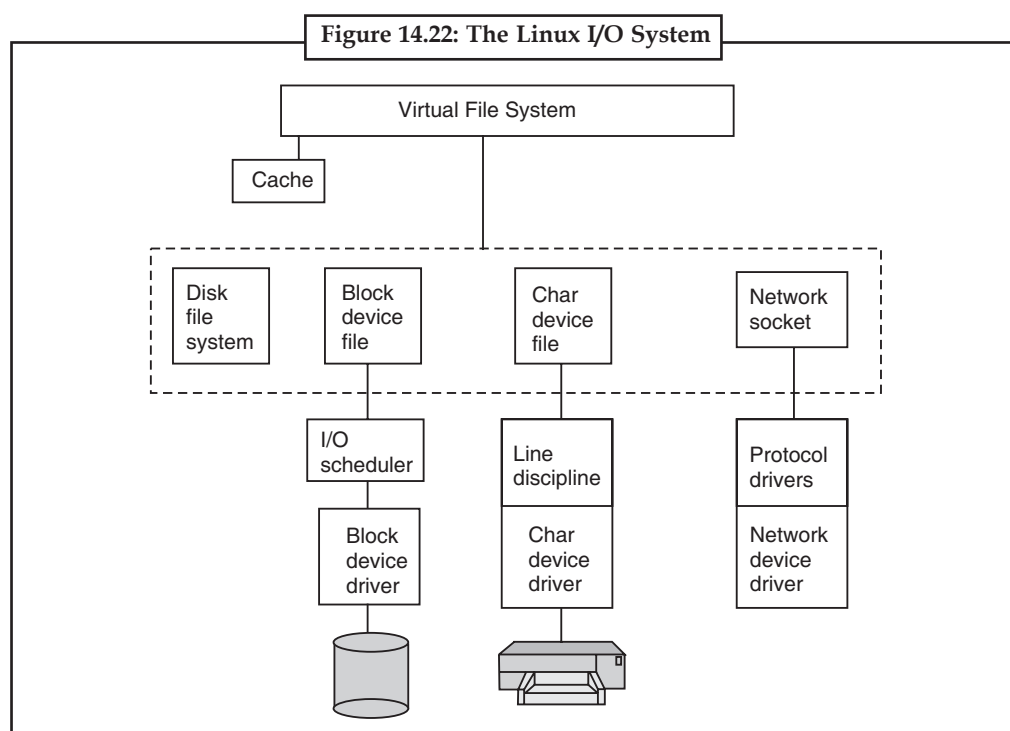 Figure 14.22: The Linux I/O System
Virtual File System
Cache
Disk
file
system
Block
device
file
Char
device
file
Network
socket
I/O
scheduler
Line
discipline
Protocol
drivers
Block
device
driver
Char
device
driver
Network
device
driver